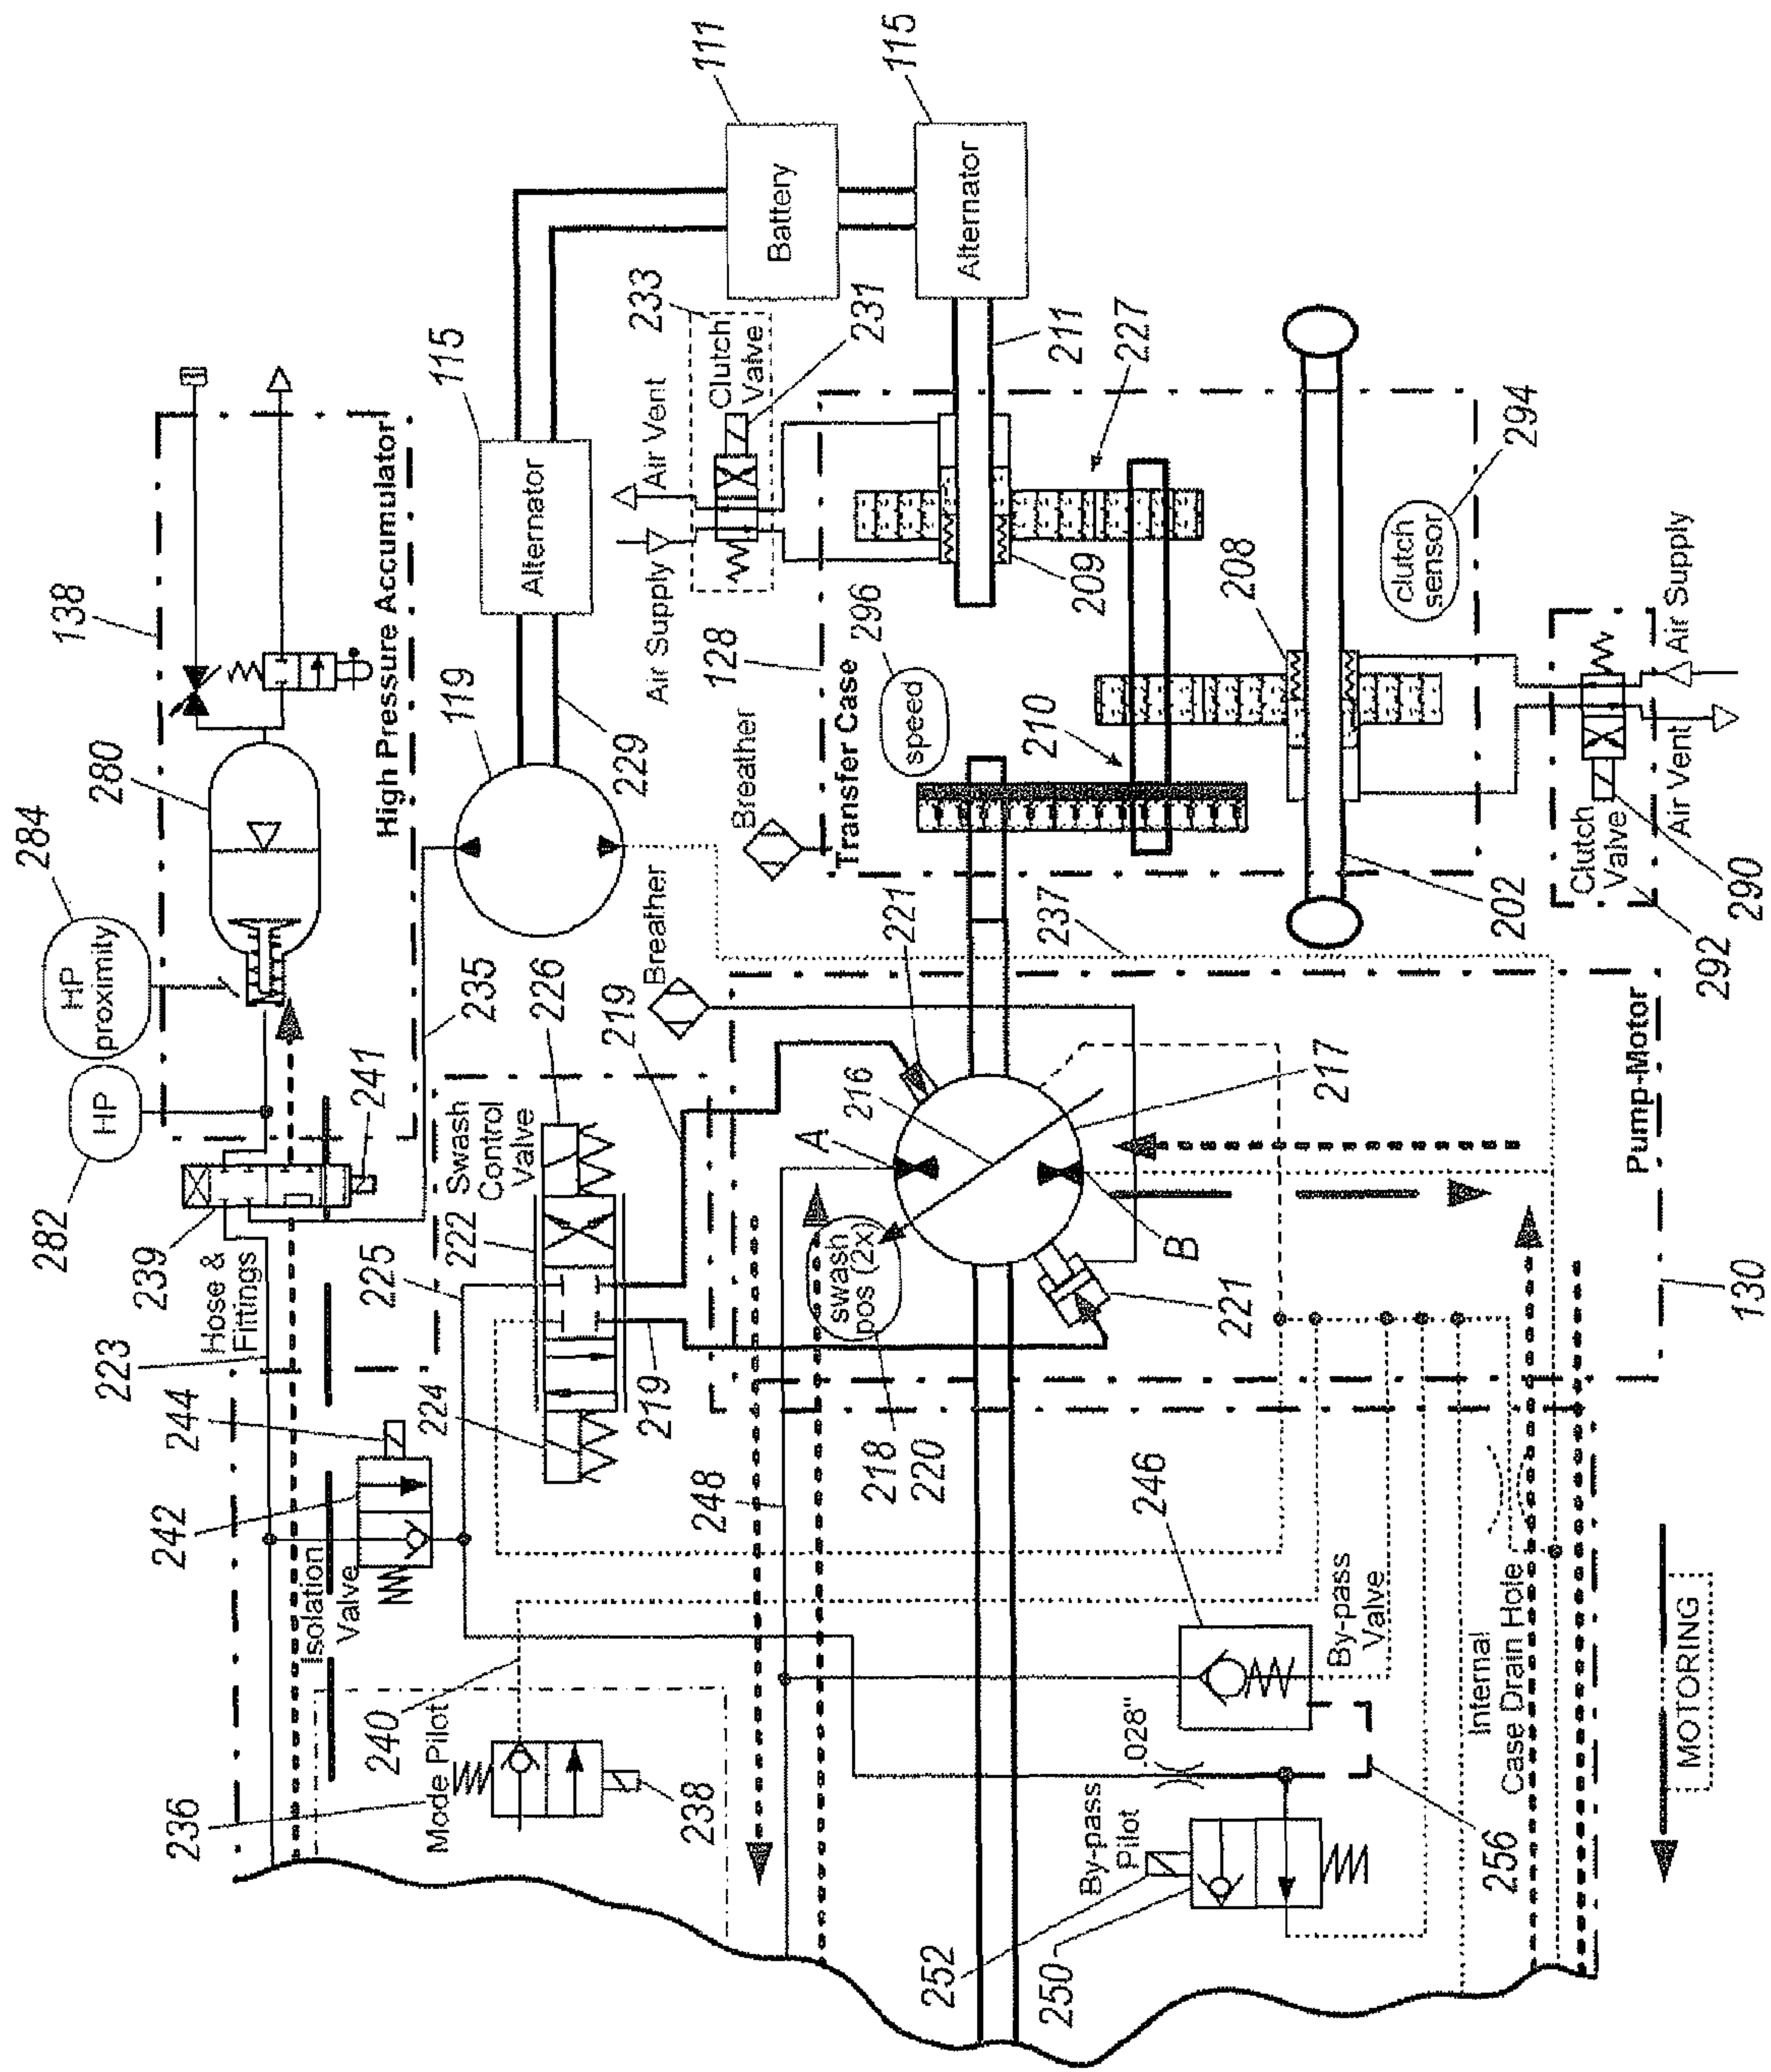 284
282
138
HP
proximity
280
HP
239
242
236
223
244
Hose &
Fittings
241
High Pressure Accumulator
Isolation
Valve
225
240
Mode Pilot
222
Swash
Control
Valve
235
119
115
224
226
Alternator
238
219
229
219
Breather
Air Supply
Air Vent
233
111
248
128
Breather
Clutch
Valve
Battery
A
216
swash
pos (2x)
Transfer Case
296
231
115
218
220
221
speed
Alternator
252
250
217
210
237
209
211
By-pass
Pilot
.028"
246
B
221
227
By-pass
Valve
208
Internal
Case Drain Hole
256
202
clutch
sensor
294
Clutch
Valve
Pump-Motor
MOTORING
130
292
290
Air Vent
Air Supply